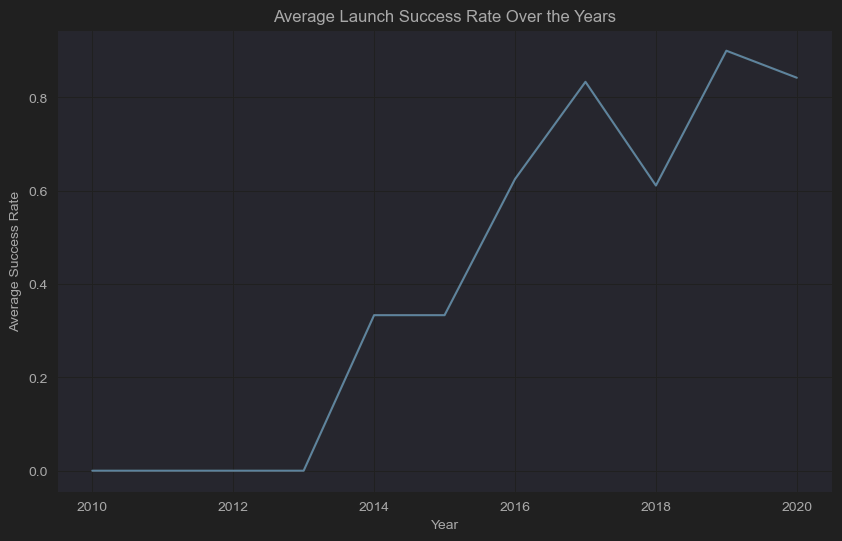 Average Launch Success Rate Over the Years
Average Success Rate
0.8
0.6
0.4
0.2
0.0
2010 2012 2014 2016 2018 2020
Year